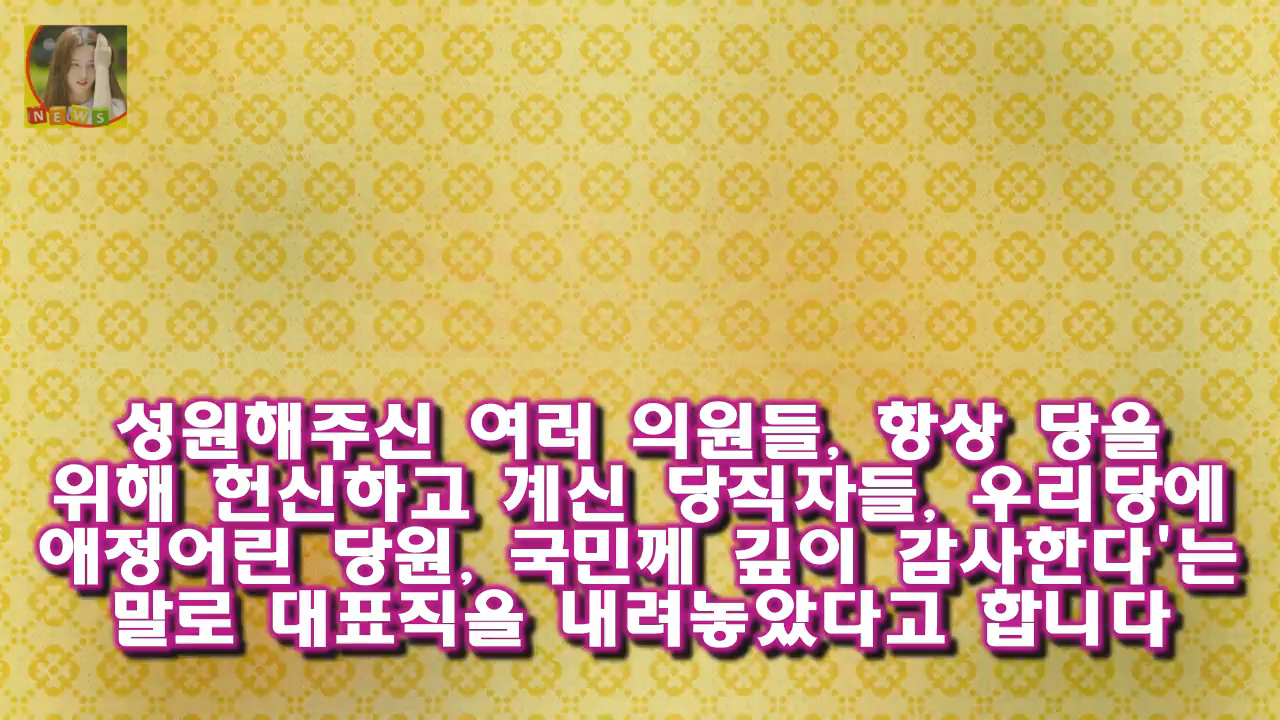 NEWS
성원해주신 여러 의원들, 항상 당을
위해 헌신하고 계신 당직자들, 우리당에
애정어린 당원, 국민께 깊이 감사한다'는
말로 대표직을 내려놓았다고 합니다